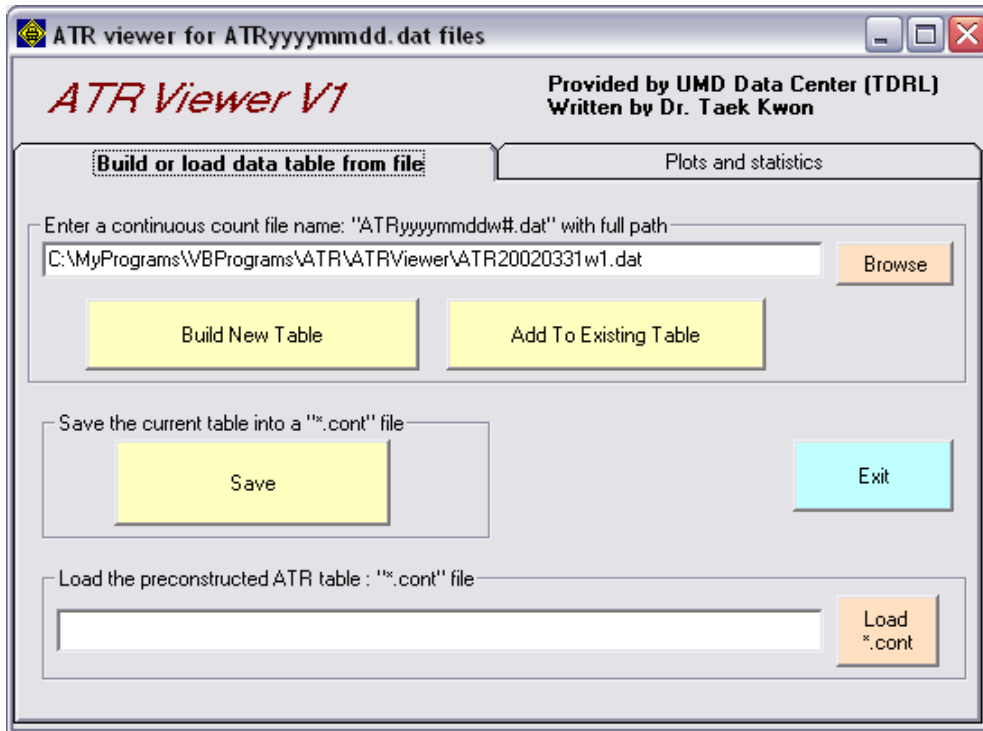 ATR viewer for ATRyyyymmdd.dat files
ATR Viewer V1
Provided by UMD Data Center (TDRL)
Written by Dr. Taek Kwon
Build or load data table from file
Plots and statistics
Enter a continuous count file name: "ATRyyyymmddw#.dat" with full path
C:\MyPrograms\VBPrograms\ATR\ATRViewer\ATR20020331w1.dat
Browse
Build New Table
Add To Existing Table
Save the current table into a "*.cont" file
Save
Exit
Load the preconstructed ATR table : "*.cont" file
Load
*.cont